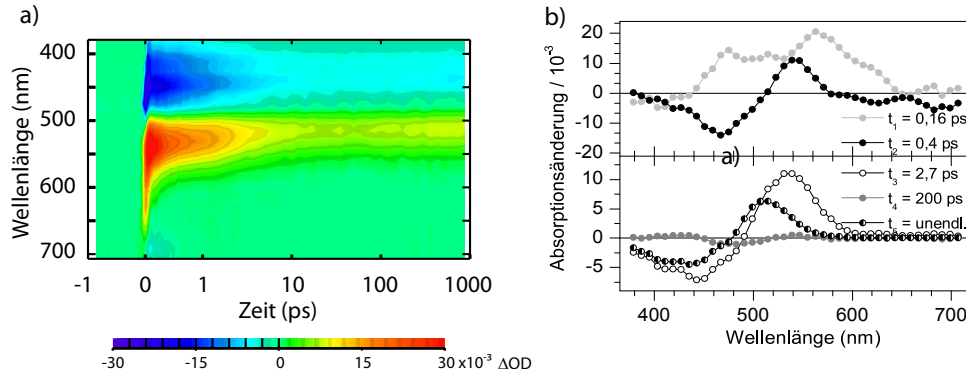 a)
Wellenlänge (nm)
400
500
600
700
-1 0 1 10 100 1000
Zeit (ps)
-30 -15 0 15 30 x10⁻³ ΔOD
b)
Absorptionsänderung / 10⁻³
20
10
0
-10
-20
t₁ = 0,16 ps
t₂ = 0,4 ps
a)
10
5
0
-5
t₃ = 2,7 ps
t₄ = 200 ps
t₅ = unendl.
400 500 600 700
Wellenlänge (nm)